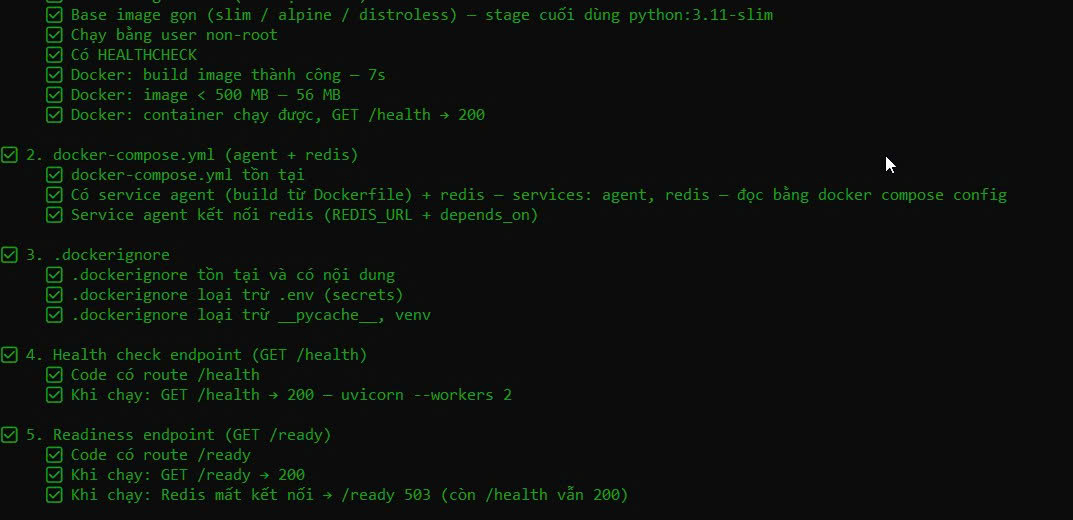 Base image gọn (slim / alpine / distroless) — stage cuối dùng python:3.11-slim
Chạy bằng user non-root
Có HEALTHCHECK
Docker: build image thành công — 7s
Docker: image < 500 MB — 56 MB
Docker: container chạy được, GET /health → 200
2. docker-compose.yml (agent + redis)
docker-compose.yml tồn tại
Có service agent (build từ Dockerfile) + redis — services: agent, redis — đọc bằng docker compose config
Service agent kết nối redis (REDIS_URL + depends_on)
3. .dockerignore
.dockerignore tồn tại và có nội dung
.dockerignore loại trừ .env (secrets)
.dockerignore loại trừ __pycache__, venv
4. Health check endpoint (GET /health)
Code có route /health
Khi chạy: GET /health → 200 — uvicorn --workers 2
5. Readiness endpoint (GET /ready)
Code có route /ready
Khi chạy: GET /ready → 200
Khi chạy: Redis mất kết nối → /ready 503 (còn /health vẫn 200)